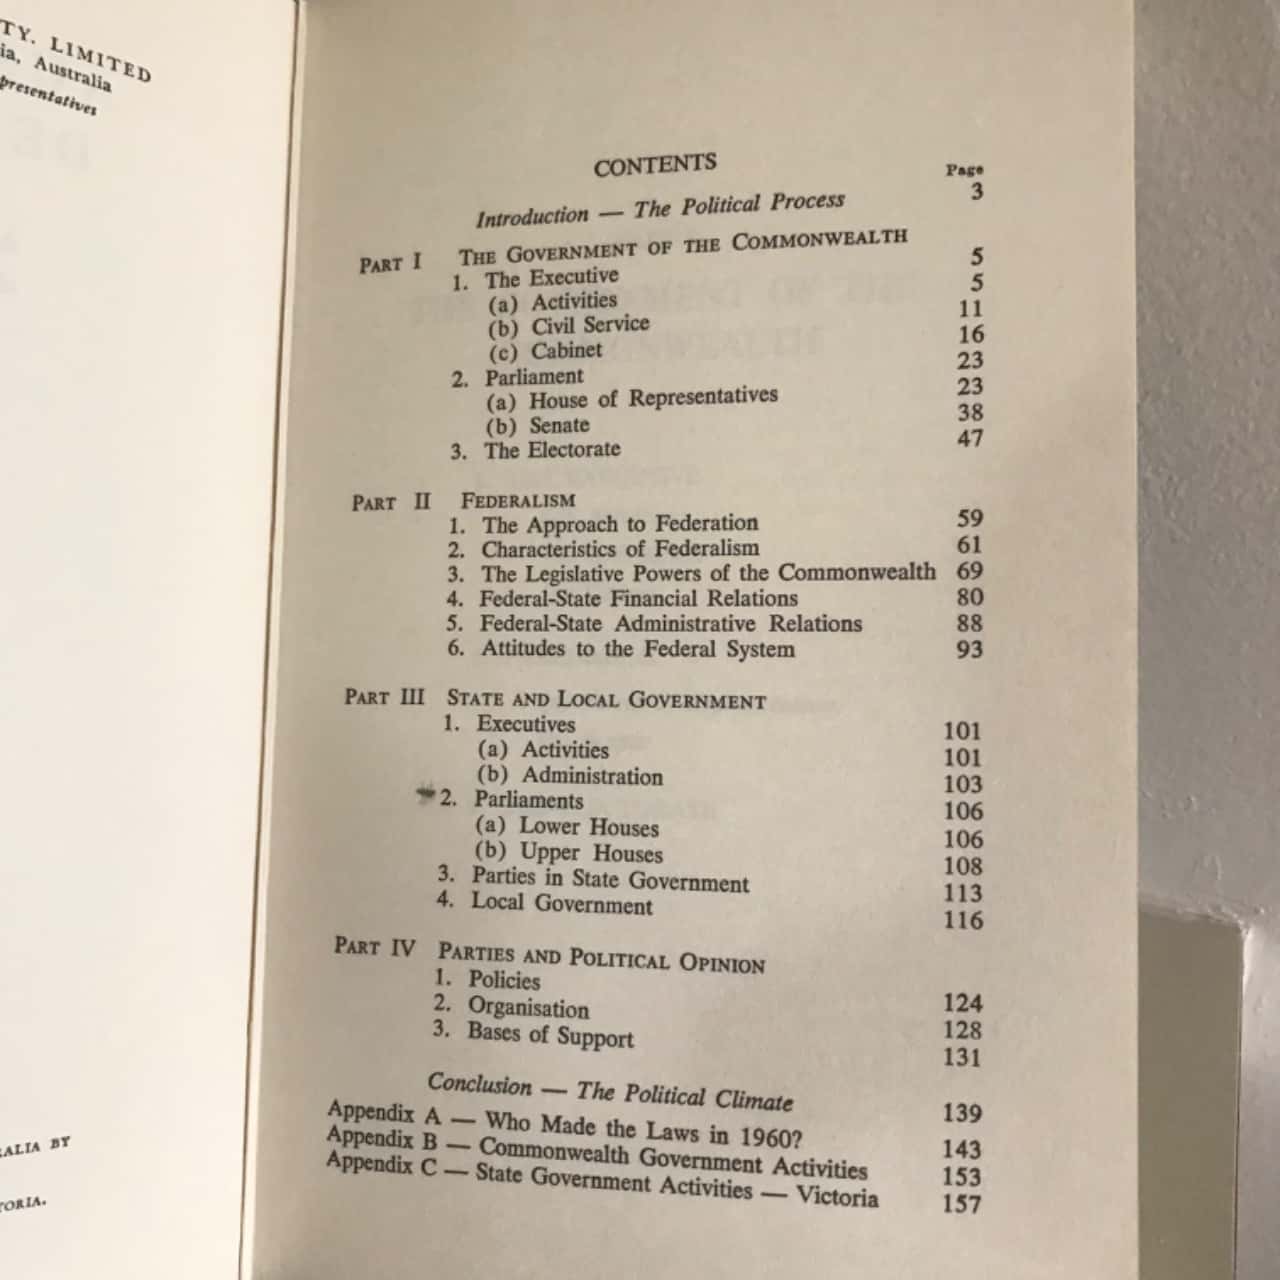 TY. LIMITED
ia, Australia
presentatives
RALIA BY
TORIA.
CONTENTS
Page
Introduction — The Political Process 3
PART I THE GOVERNMENT OF THE COMMONWEALTH
1. The Executive 5
(a) Activities 5
(b) Civil Service 11
(c) Cabinet 16
2. Parliament 23
(a) House of Representatives 23
(b) Senate 38
3. The Electorate 47
PART II FEDERALISM
1. The Approach to Federation 59
2. Characteristics of Federalism 61
3. The Legislative Powers of the Commonwealth 69
4. Federal-State Financial Relations 80
5. Federal-State Administrative Relations 88
6. Attitudes to the Federal System 93
PART III STATE AND LOCAL GOVERNMENT
1. Executives 101
(a) Activities 101
(b) Administration 103
2. Parliaments 106
(a) Lower Houses 106
(b) Upper Houses 108
3. Parties in State Government 113
4. Local Government 116
PART IV PARTIES AND POLITICAL OPINION
1. Policies 124
2. Organisation 128
3. Bases of Support 131
Conclusion — The Political Climate 139
Appendix A — Who Made the Laws in 1960? 143
Appendix B — Commonwealth Government Activities 153
Appendix C — State Government Activities — Victoria 157